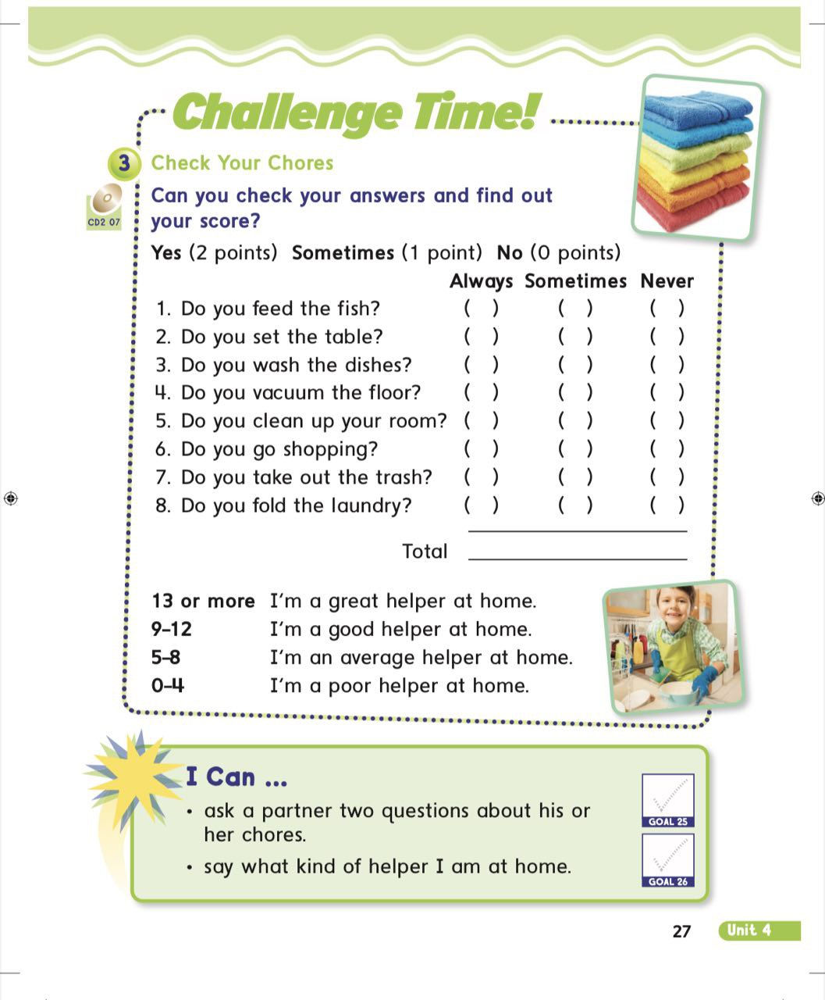 Challenge Time!
3 Check Your Chores
CD2 07
Can you check your answers and find out
your score?
Yes (2 points) Sometimes (1 point) No (0 points)
Always Sometimes Never
1. Do you feed the fish? ( ) ( ) ( )
2. Do you set the table? ( ) ( ) ( )
3. Do you wash the dishes? ( ) ( ) ( )
4. Do you vacuum the floor? ( ) ( ) ( )
5. Do you clean up your room? ( ) ( ) ( )
6. Do you go shopping? ( ) ( ) ( )
7. Do you take out the trash? ( ) ( ) ( )
8. Do you fold the laundry? ( ) ( ) ( )
Total
13 or more I'm a great helper at home.
9–12 I'm a good helper at home.
5–8 I'm an average helper at home.
0–4 I'm a poor helper at home.
I Can ...
• ask a partner two questions about his or
her chores.
GOAL 25
• say what kind of helper I am at home.
GOAL 26
27 Unit 4